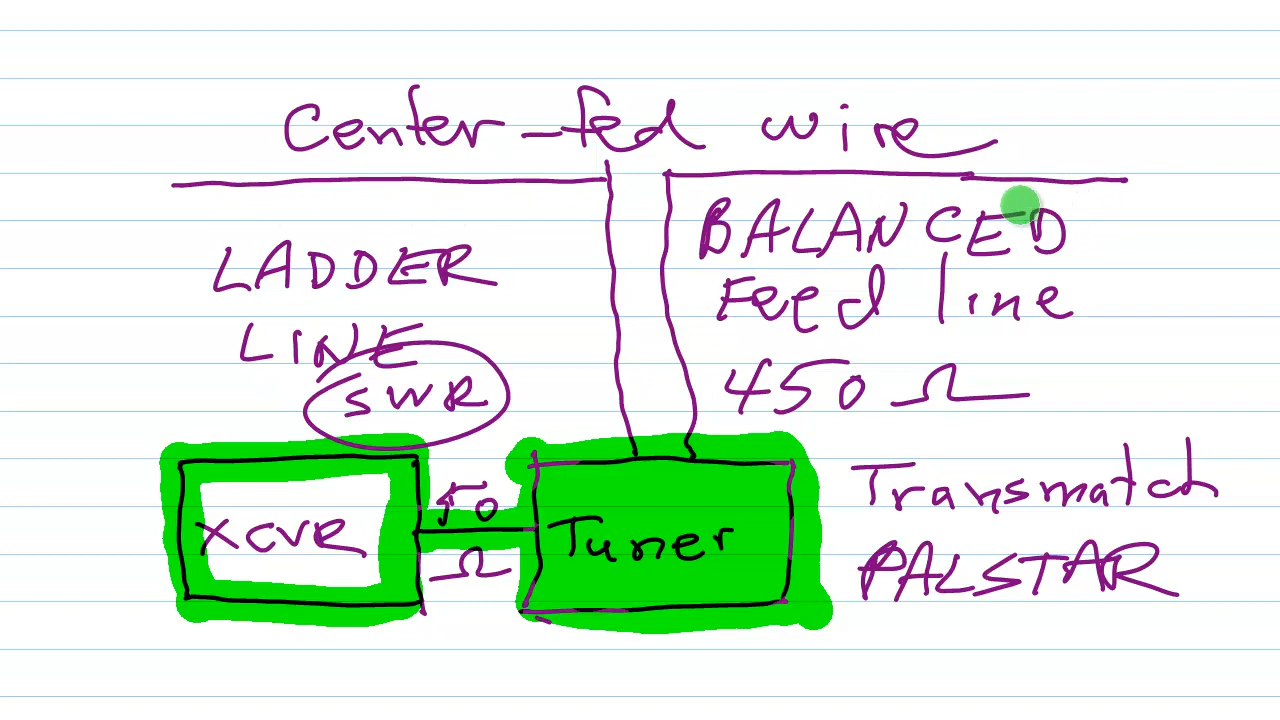 Center-fed wire
LADDER
LINE
SWR
BALANCED
Feed line
450 Ω
XCVR
50
Ω
Tuner
Transmatch
PALSTAR